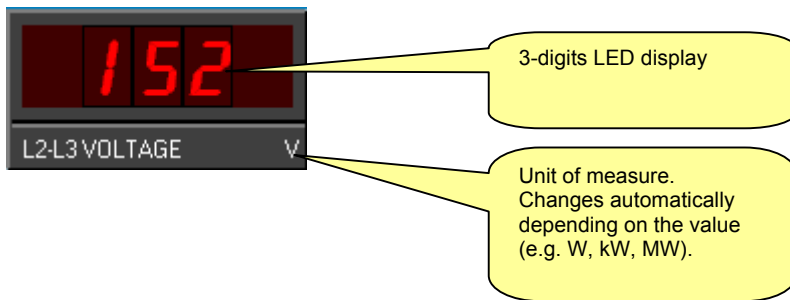 152
L2-L3 VOLTAGE V
3-digits LED display
Unit of measure.
Changes automatically
depending on the value
(e.g. W, kW, MW).